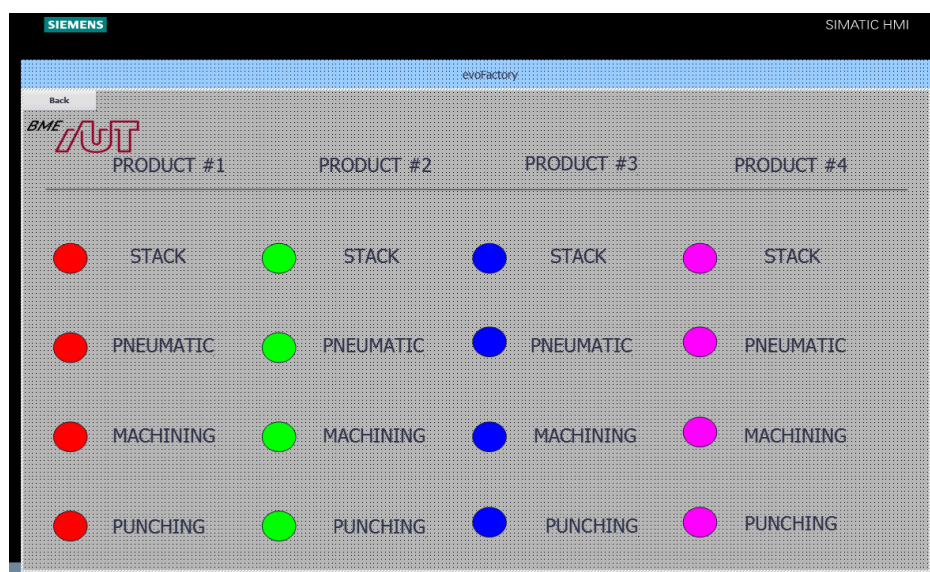 SIEMENS SIMATIC HMI
evoFactory
Back
BME AUT
PRODUCT #1 PRODUCT #2 PRODUCT #3 PRODUCT #4
STACK STACK STACK STACK
PNEUMATIC PNEUMATIC PNEUMATIC PNEUMATIC
MACHINING MACHINING MACHINING MACHINING
PUNCHING PUNCHING PUNCHING PUNCHING